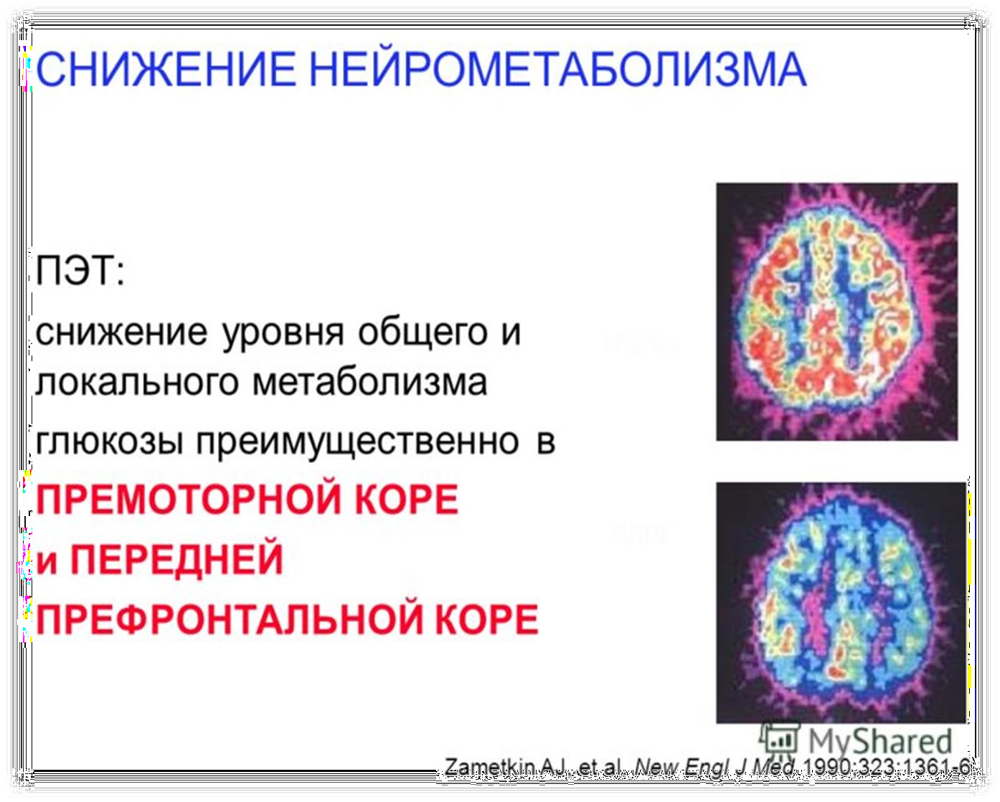 СНИЖЕНИЕ НЕЙРОМЕТАБОЛИЗМА
ПЭТ:
снижение уровня общего и
локального метаболизма
глюкозы преимущественно в
ПРЕМОТОРНОЙ КОРЕ
и ПЕРЕДНЕЙ
ПРЕФРОНТАЛЬНОЙ КОРЕ
СДВГ
MyShared
Zametkin AJ, et al. New Engl J Med. 1990;323:1361-6